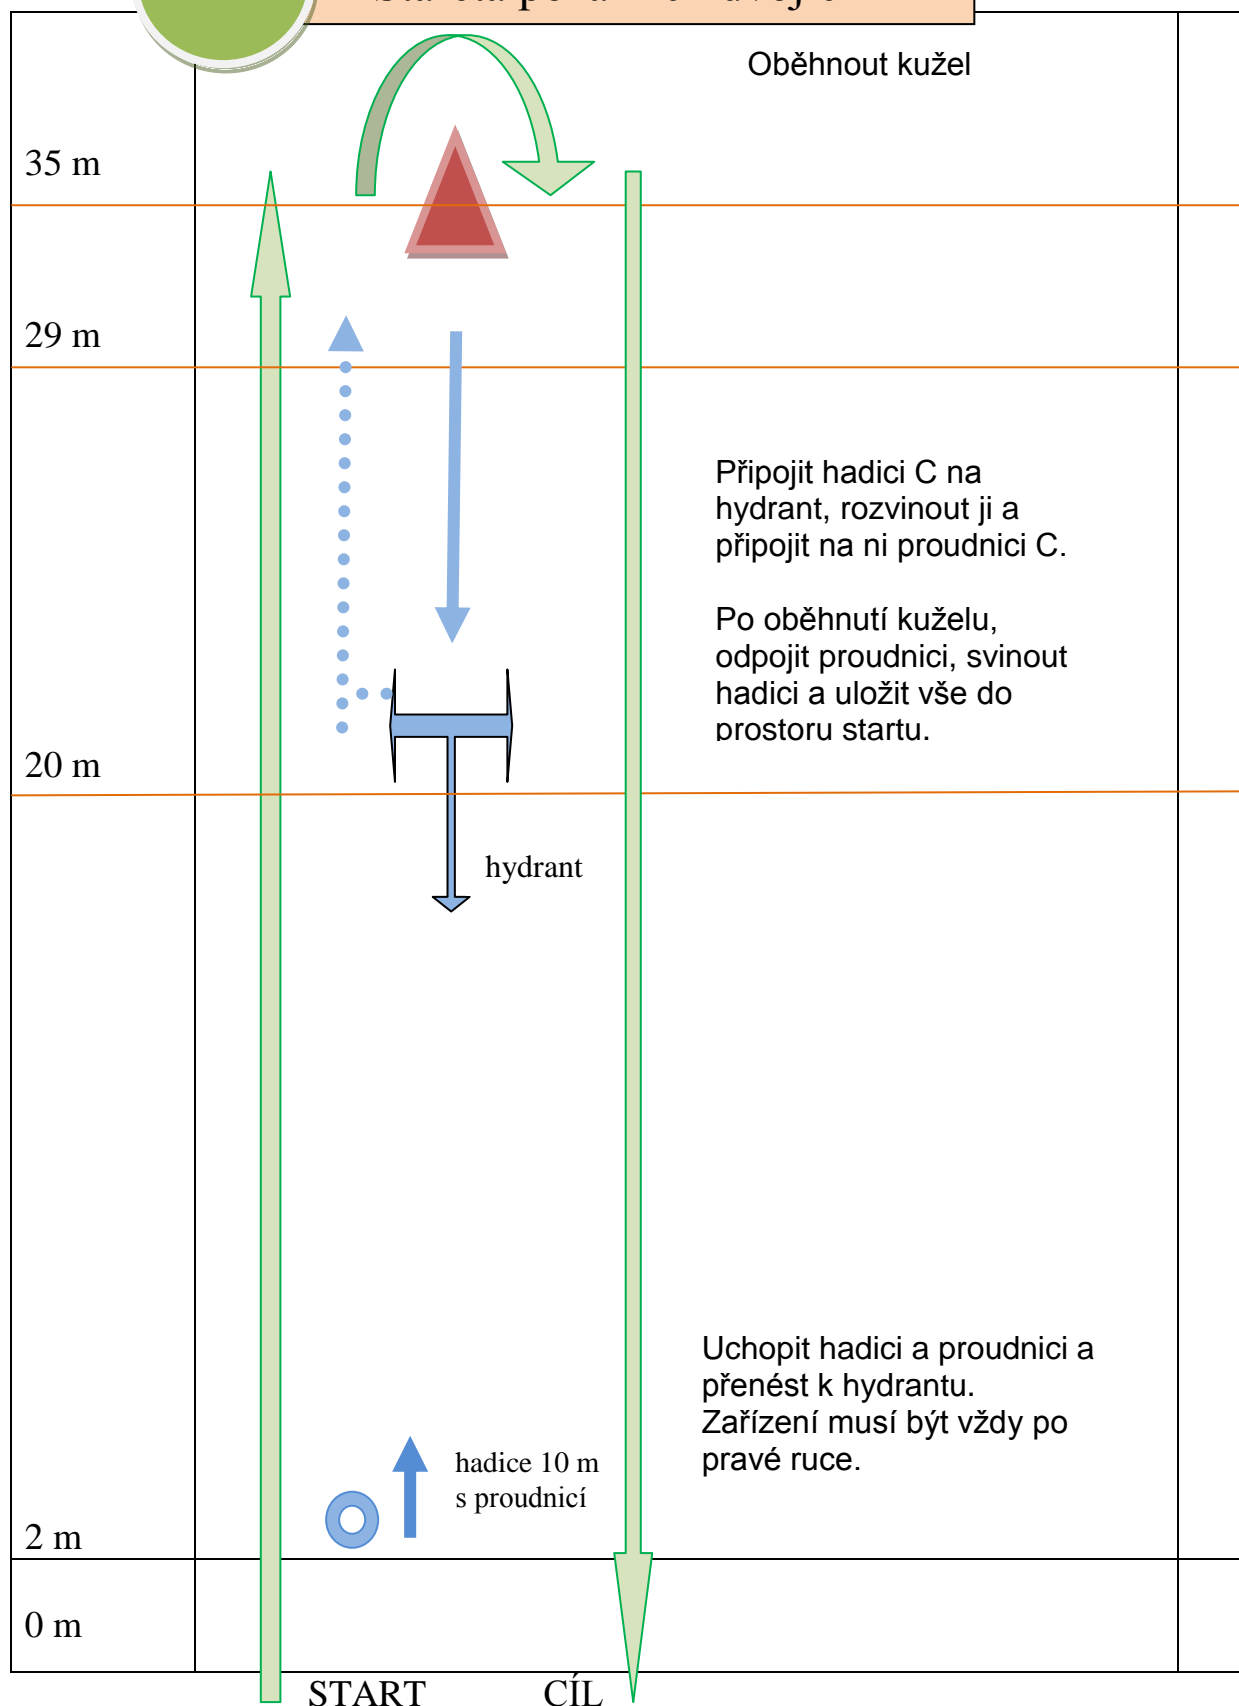 Oběhnout kužel
35 m
29 m
Připojit hadici C na
hydrant, rozvinout ji a
připojit na ni proudnici C.
Po oběhnutí kuželu,
odpojit proudnici, svinout
hadici a uložit vše do
prostoru startu.
20 m
hydrant
Uchopit hadici a proudnici a
přenést k hydrantu.
Zařízení musí být vždy po
pravé ruce.
hadice 10 m
s proudnicí
2 m
0 m
START CÍL